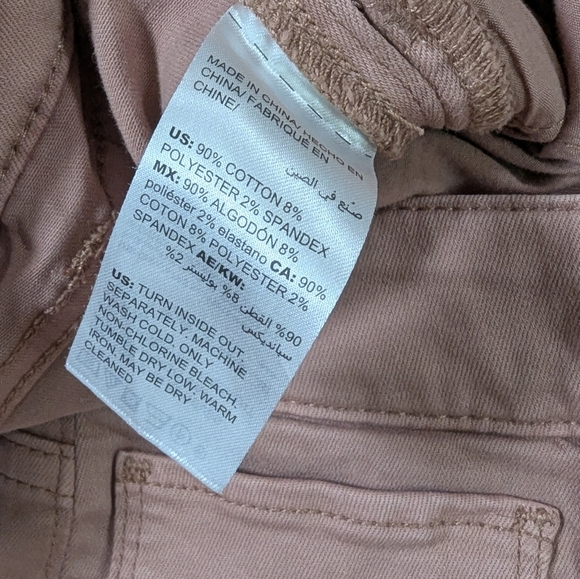 MADE IN CHINA/ HECHO EN
CHINA/ FABRIQUÉ EN
CHINE/
صنع في الصين
US: 90% COTTON 8%
POLYESTER 2% SPANDEX
MX: 90% ALGODÓN 8%
poliéster 2% elastano CA: 90%
COTON 8% POLYESTER 2%
SPANDEX AE/KW:
90% القطن 8% بوليستر 2%
سباندیكس
US: TURN INSIDE OUT.
SEPARATELY. MACHINE
WASH COLD. ONLY
NON-CHLORINE BLEACH.
TUMBLE DRY LOW; WARM
IRON. MAY BE DRY
CLEANED